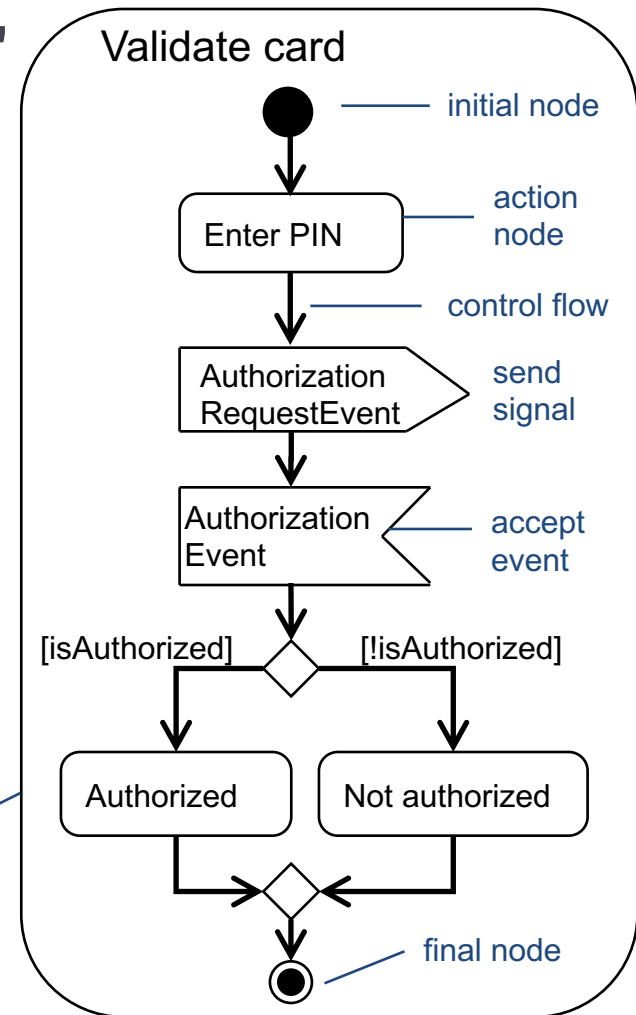 Validate card
initial node
Enter PIN
action
node
control flow
Authorization
RequestEvent
send
signal
Authorization
Event
accept
event
[isAuthorized]
[!isAuthorized]
Authorized
Not authorized
final node